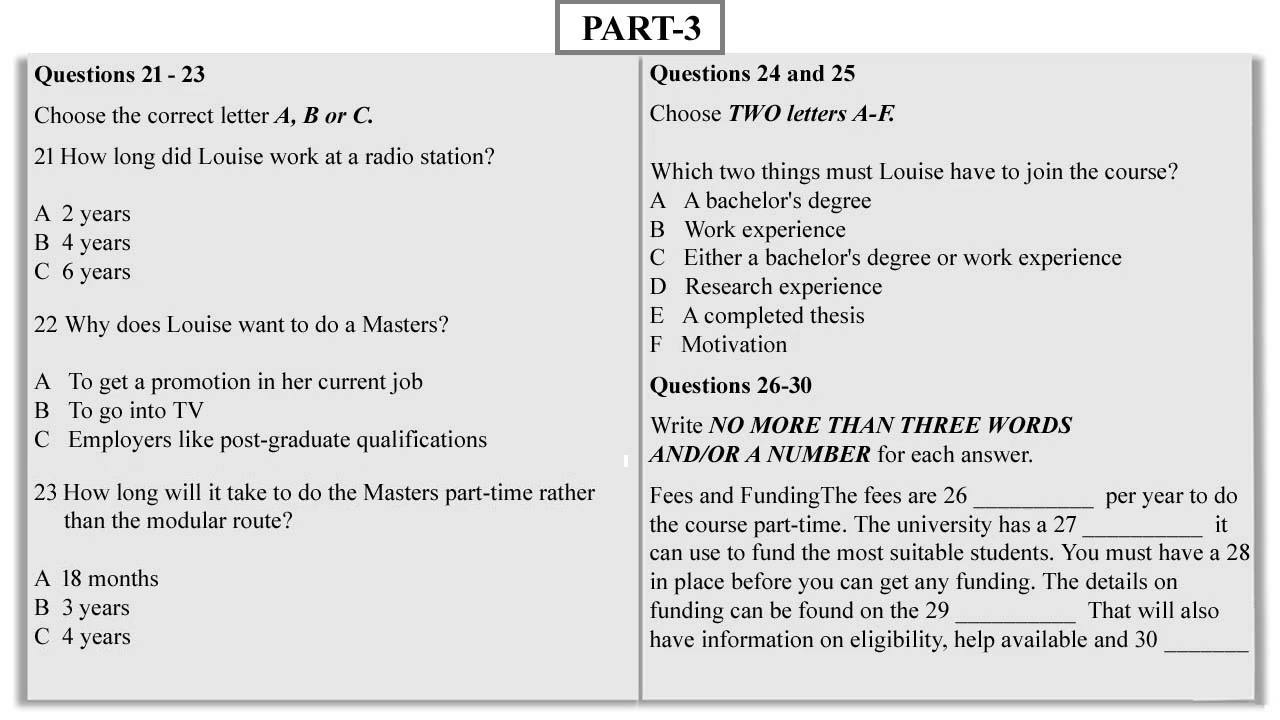 PART-3
Questions 21 - 23
Choose the correct letter A, B or C.
21 How long did Louise work at a radio station?
A 2 years
B 4 years
C 6 years
22 Why does Louise want to do a Masters?
A To get a promotion in her current job
B To go into TV
C Employers like post-graduate qualifications
23 How long will it take to do the Masters part-time rather
than the modular route?
A 18 months
B 3 years
C 4 years
Questions 24 and 25
Choose TWO letters A-F.
Which two things must Louise have to join the course?
A A bachelor's degree
B Work experience
C Either a bachelor's degree or work experience
D Research experience
E A completed thesis
F Motivation
Questions 26-30
Write NO MORE THAN THREE WORDS
AND/OR A NUMBER for each answer.
Fees and FundingThe fees are 26 __________ per year to do
the course part-time. The university has a 27 __________ it
can use to fund the most suitable students. You must have a 28
in place before you can get any funding. The details on
funding can be found on the 29 __________ That will also
have information on eligibility, help available and 30 _______